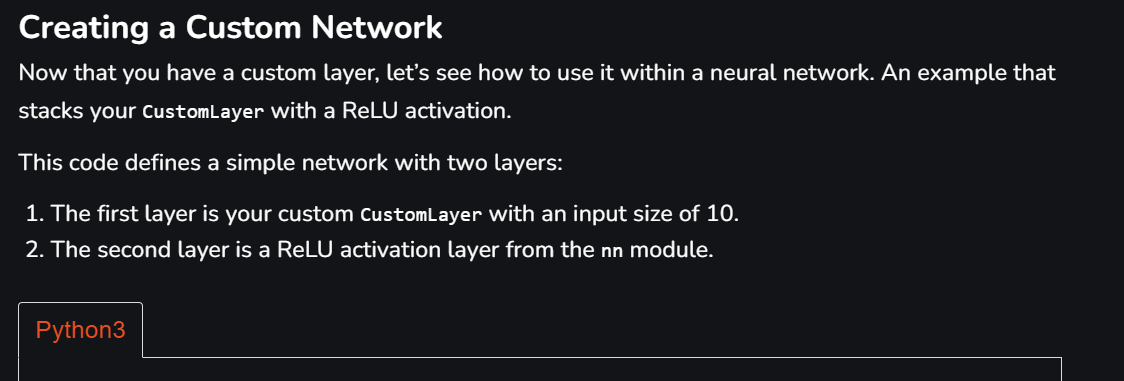 Creating a Custom Network
Now that you have a custom layer, let’s see how to use it within a neural network. An example that
stacks your CustomLayer with a ReLU activation.
This code defines a simple network with two layers:
1. The first layer is your custom CustomLayer with an input size of 10.
2. The second layer is a ReLU activation layer from the nn module.
Python3